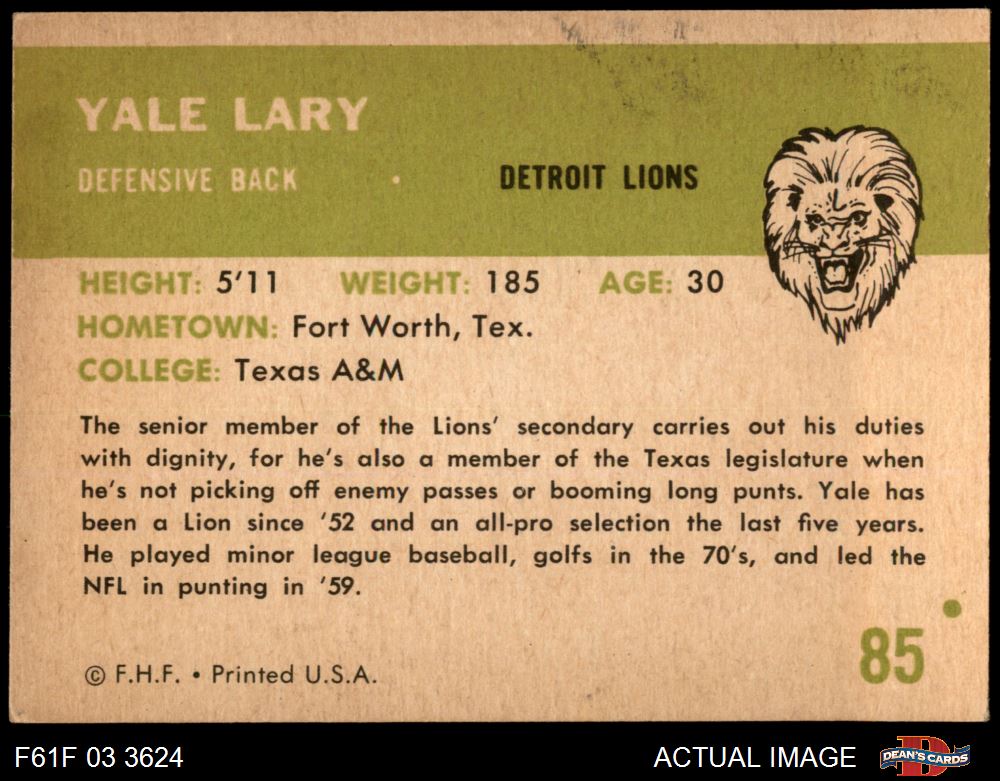 YALE LARY
DEFENSIVE BACK
DETROIT LIONS
HEIGHT: 5'11 WEIGHT: 185 AGE: 30
HOMETOWN: Fort Worth, Tex.
COLLEGE: Texas A&M
The senior member of the Lions' secondary carries out his duties
with dignity, for he's also a member of the Texas legislature when
he's not picking off enemy passes or booming long punts. Yale has
been a Lion since '52 and an all-pro selection the last five years.
He played minor league baseball, golfs in the 70's, and led the
NFL in punting in '59.
85
© F.H.F. • Printed U.S.A.
F61F 03 3624
ACTUAL IMAGE
DEAN'S CARDS